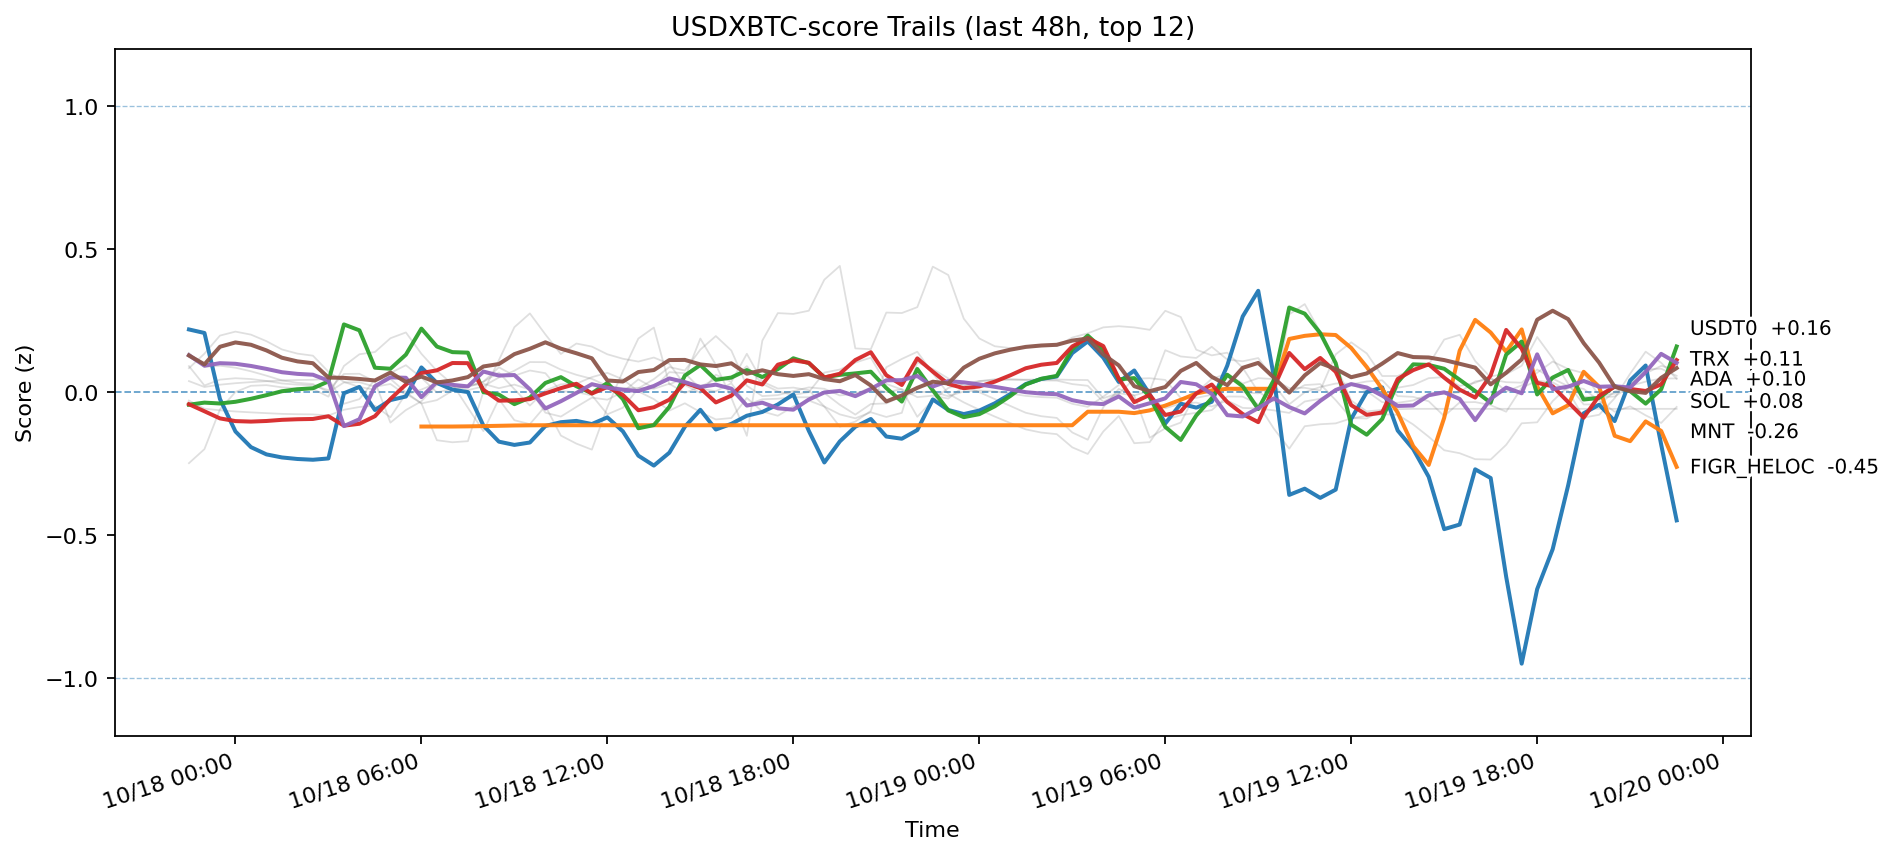 USDXBTC-score Trails (last 48h, top 12)
Score (z)
1.0
0.5
0.0
−0.5
−1.0
USDT0 +0.16
TRX +0.11
ADA +0.10
SOL +0.08
MNT -0.26
FIGR_HELOC -0.45
10/18 00:00
10/18 06:00
10/18 12:00
10/18 18:00
10/19 00:00
10/19 06:00
10/19 12:00
10/19 18:00
10/20 00:00
Time